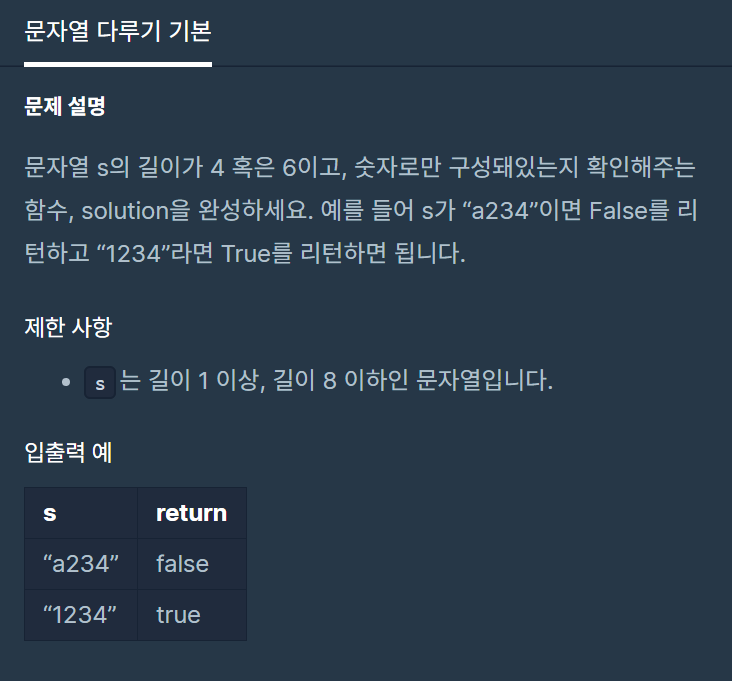 문자열 다루기 기본
문제 설명
문자열 s의 길이가 4 혹은 6이고, 숫자로만 구성돼있는지 확인해주는
함수, solution을 완성하세요. 예를 들어 s가 “a234”이면 False를 리
턴하고 “1234”라면 True를 리턴하면 됩니다.
제한 사항
• s는 길이 1 이상, 길이 8 이하인 문자열입니다.
입출력 예
s return
“a234” false
“1234” true